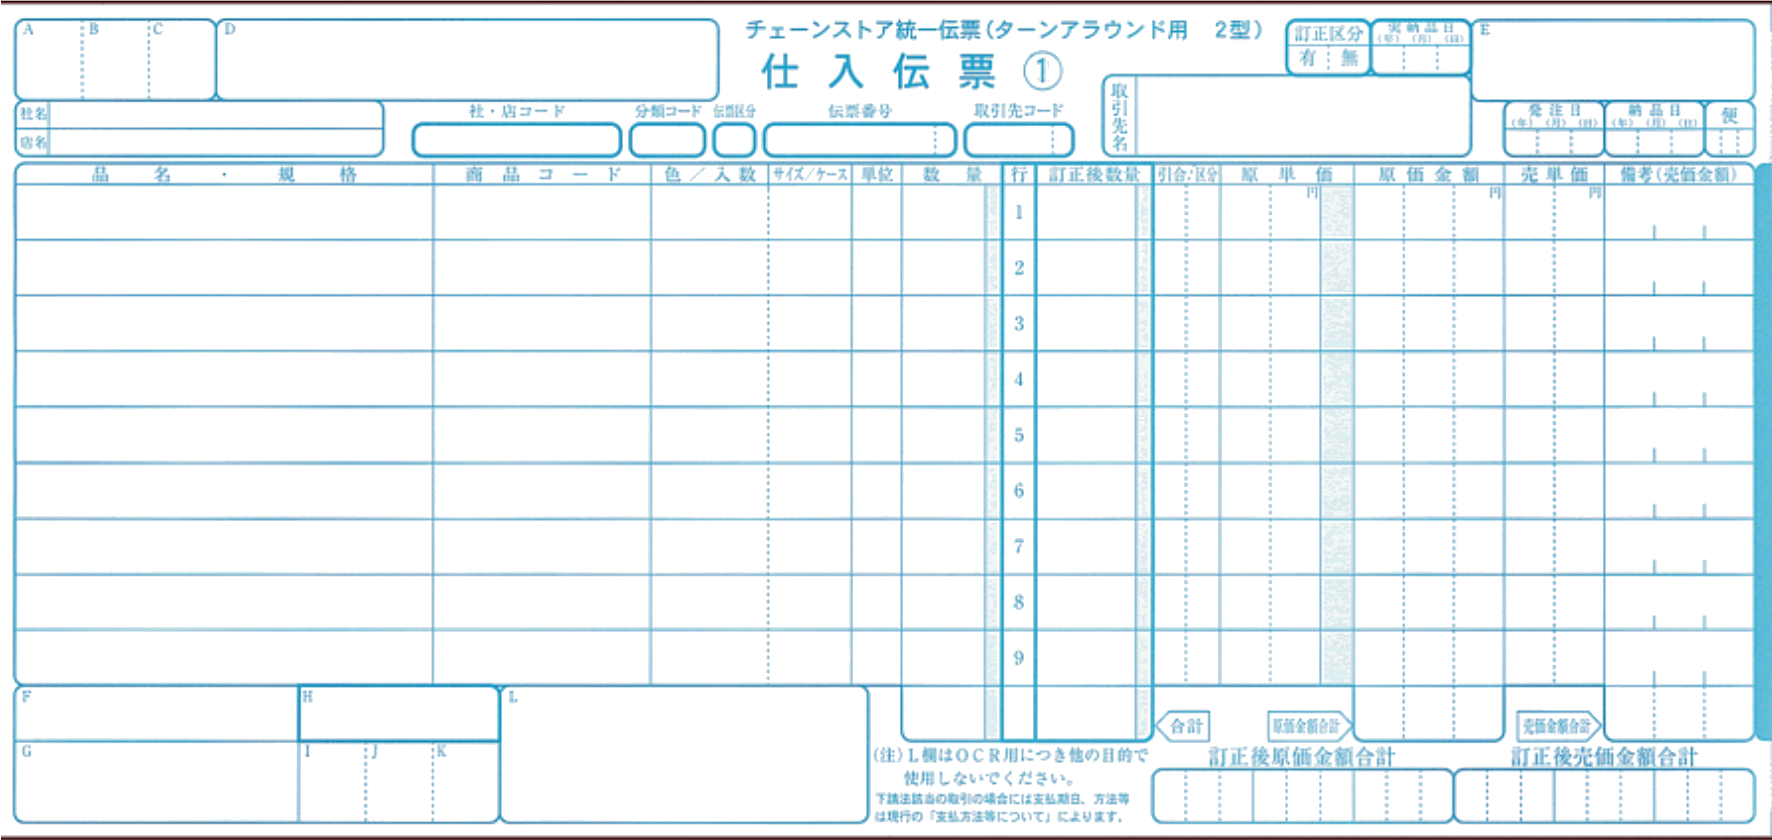 A B C D
チェーンストア統一伝票(ターンアラウンド用 2型)
仕入伝票①
訂正区分
有 無
実納品日
(年) (月) (日)
E
社名
店名
社・店コード 分類コード 伝票区分 伝票番号 取引先コード
取引先名
発注日 納品日 便
(年) (月) (日) (年) (月) (日)
品名・規格 商品コード 色/入数 サイズ/ケース 単位 数量 行 訂正後数量 引合/区分 原単価 原価金額 売単価 備考(売価金額)
円 円 円
1
2
3
4
5
6
7
8
9
F H L
合計 原価金額合計 売価金額合計
G I J K
(注)L欄はOCR用につき他の目的で
使用しないでください。
下請法該当の取引の場合には支払期日、方法等
は現行の「支払方法等について」によります。
訂正後原価金額合計 訂正後売価金額合計